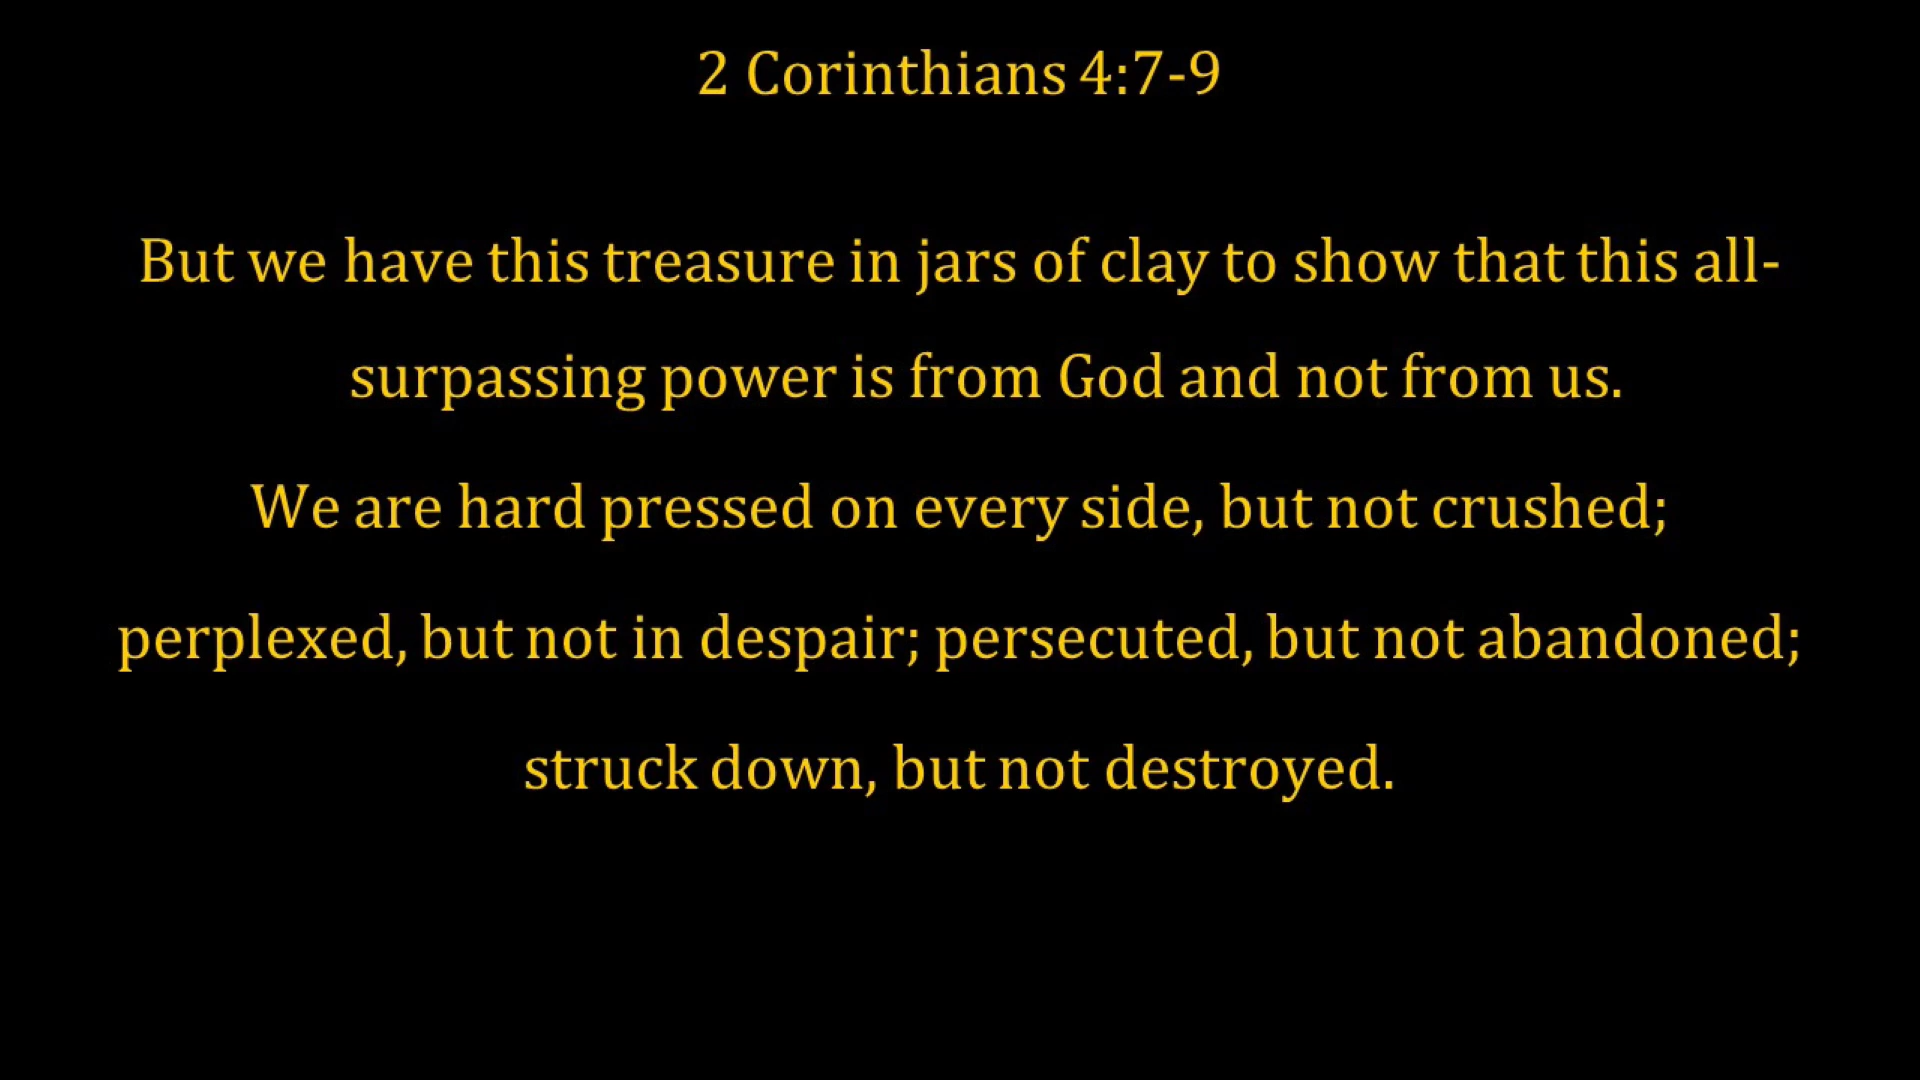 2 Corinthians 4:7-9
But we have this treasure in jars of clay to show that this all-
surpassing power is from God and not from us.
We are hard pressed on every side, but not crushed;
perplexed, but not in despair; persecuted, but not abandoned;
struck down, but not destroyed.